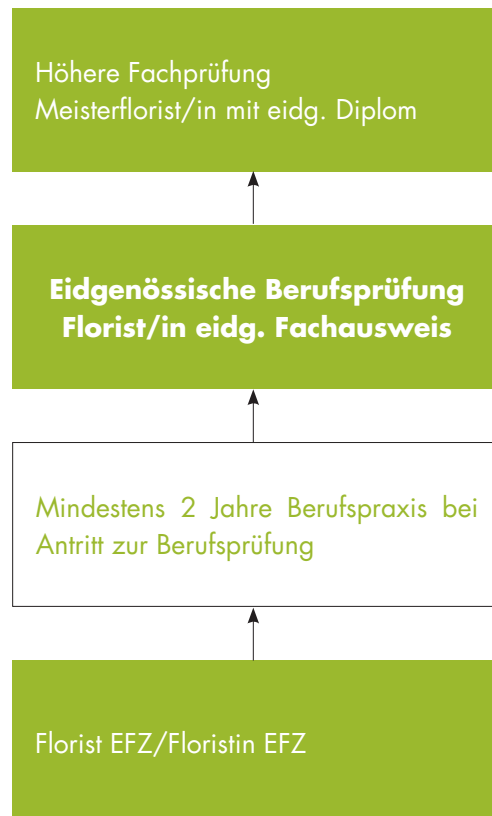 Höhere Fachprüfung
Meisterflorist/in mit eidg. Diplom
Eidgenössische Berufsprüfung
Florist/in eidg. Fachausweis
Mindestens 2 Jahre Berufspraxis bei
Antritt zur Berufsprüfung
Florist EFZ/Floristin EFZ